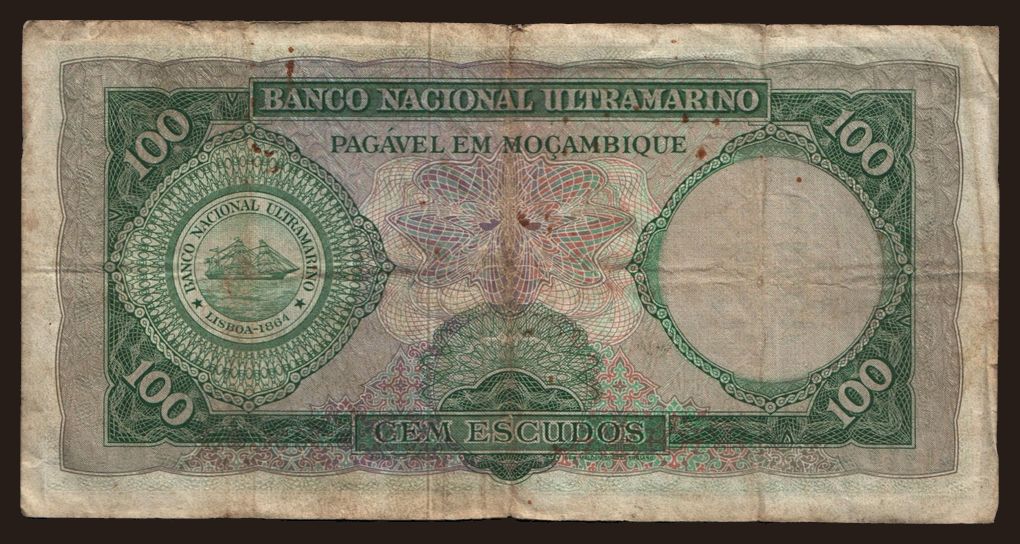 BANCO NACIONAL ULTRAMARINO
PAGÁVEL EM MOÇAMBIQUE
100
100
BANCO NACIONAL ULTRAMARINO
LISBOA-1864
100
100
CEM ESCUDOS